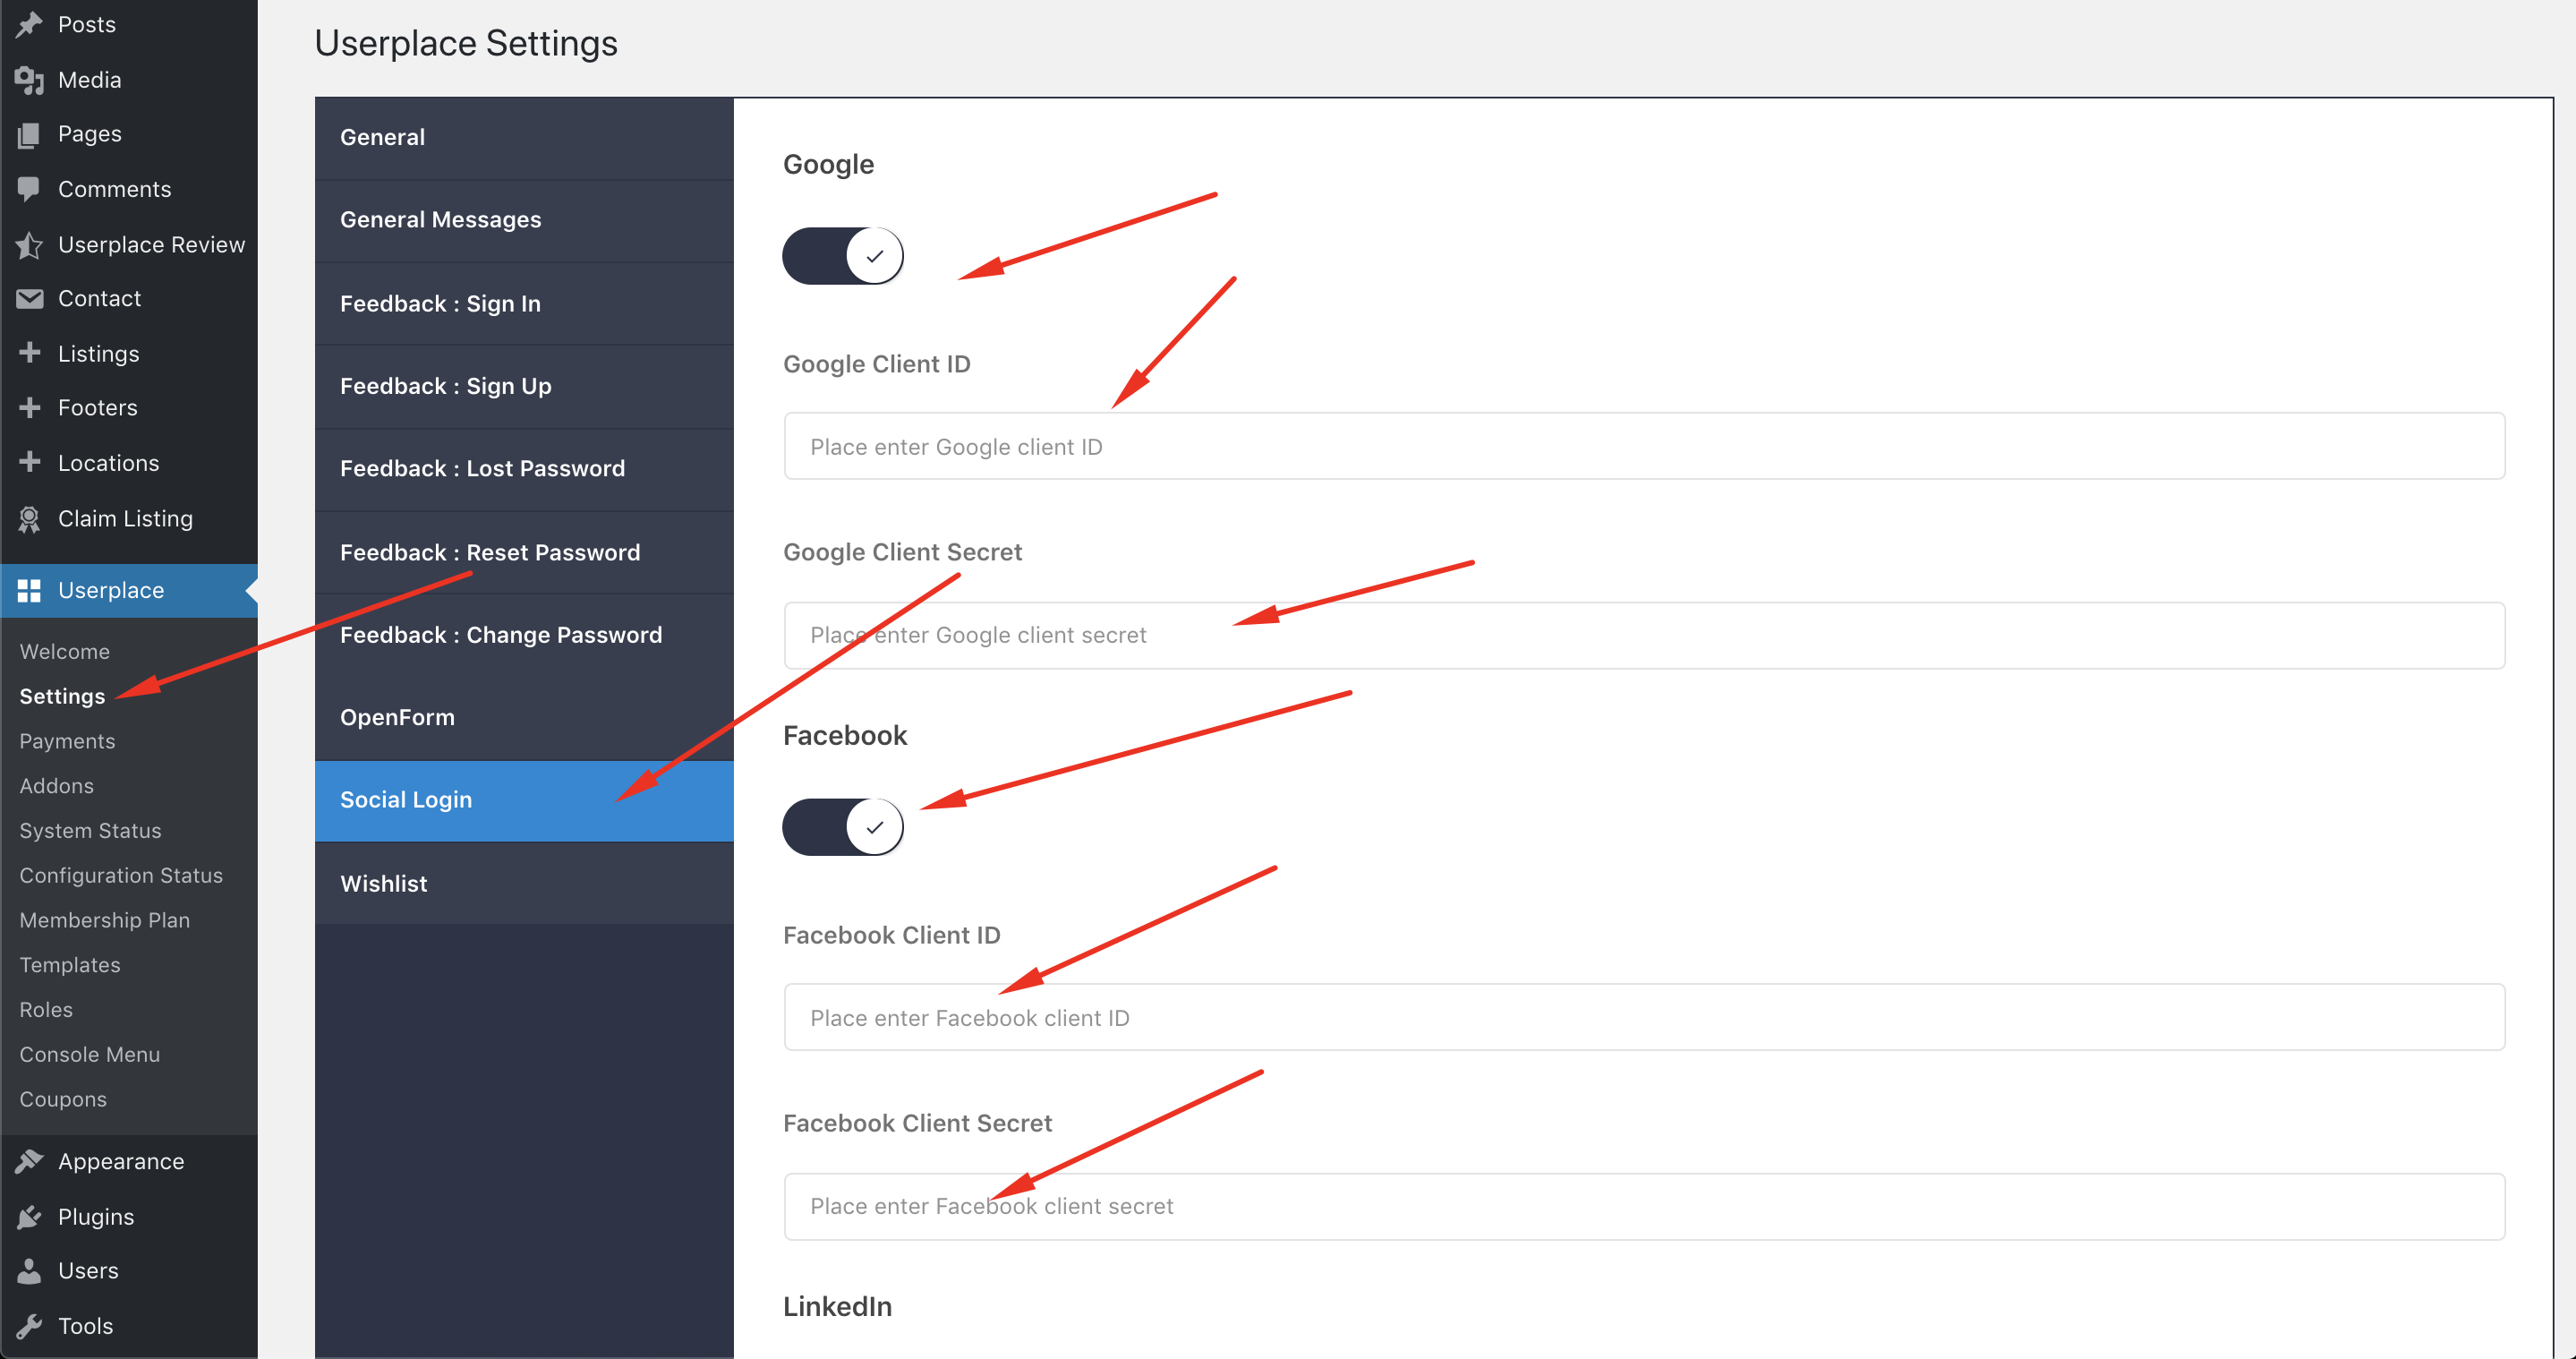 Posts
Media
Pages
Comments
Userplace Review
Contact
Listings
Footers
Locations
Claim Listing
Userplace
Welcome
Settings
Payments
Addons
System Status
Configuration Status
Membership Plan
Templates
Roles
Console Menu
Coupons
Appearance
Plugins
Users
Tools
Userplace Settings
General
General Messages
Feedback : Sign In
Feedback : Sign Up
Feedback : Lost Password
Feedback : Reset Password
Feedback : Change Password
OpenForm
Social Login
Wishlist
Google
Google Client ID
Place enter Google client ID
Google Client Secret
Place enter Google client secret
Facebook
Facebook Client ID
Place enter Facebook client ID
Facebook Client Secret
Place enter Facebook client secret
LinkedIn